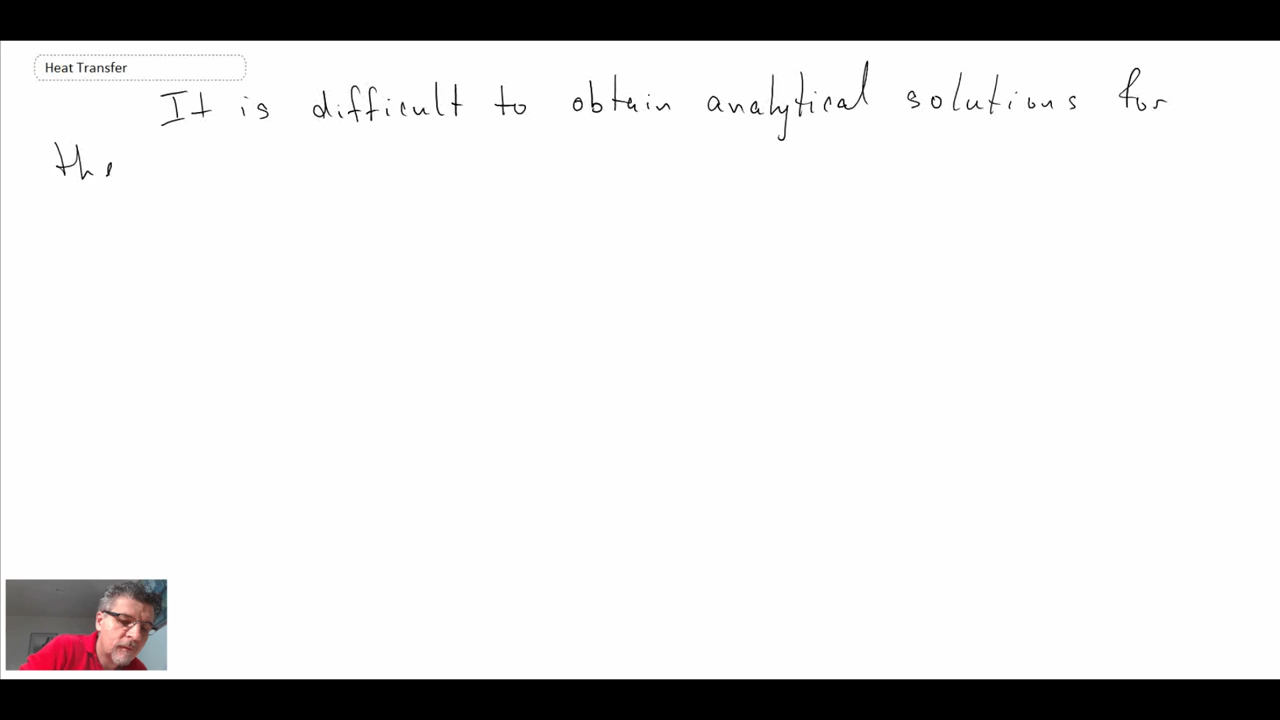 Heat Transfer
It is difficult to obtain analytical solutions for
the